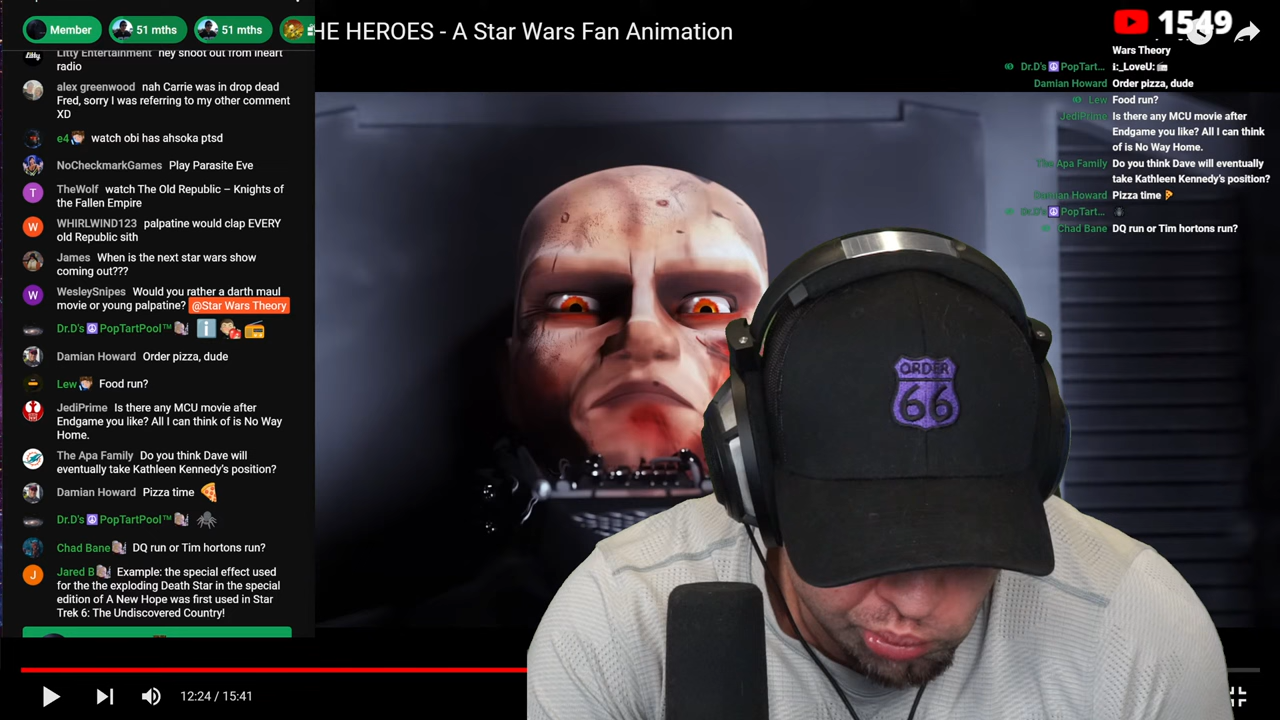 Member
51 mths
51 mths
HE HEROES - A Star Wars Fan Animation
1549
Litty Entertainment hey shoot out from iheart
radio
alex greenwood nah Carrie was in drop dead
Fred, sorry I was referring to my other comment
XD
e4 watch obi has ahsoka ptsd
NoCheckmarkGames Play Parasite Eve
TheWolf watch The Old Republic – Knights of
the Fallen Empire
WHIRLWIND123 palpatine would clap EVERY
old Republic sith
James When is the next star wars show
coming out???
WesleySnipes Would you rather a darth maul
movie or young palpatine? @Star Wars Theory
Dr.D's☮PopTartPool™ ℹ️📻
Damian Howard Order pizza, dude
Lew Food run?
JediPrime Is there any MCU movie after
Endgame you like? All I can think of is No Way
Home.
The Apa Family Do you think Dave will
eventually take Kathleen Kennedy's position?
Damian Howard Pizza time 🍕
Dr.D's☮PopTartPool™ 🕷
Chad Bane DQ run or Tim hortons run?
Jared B Example: the special effect used
for the the exploding Death Star in the special
edition of A New Hope was first used in Star
Trek 6: The Undiscovered Country!
Wars Theory
Dr.D's☮PopTart... i:_LoveU:📻
Damian Howard Order pizza, dude
Lew Food run?
JediPrime Is there any MCU movie after
Endgame you like? All I can think
of is No Way Home.
The Apa Family Do you think Dave will eventually
take Kathleen Kennedy's position?
Damian Howard Pizza time 🍕
Dr.D's☮PopTart... 🕷
Chad Bane DQ run or Tim hortons run?
ORDER
66
12:24 / 15:41